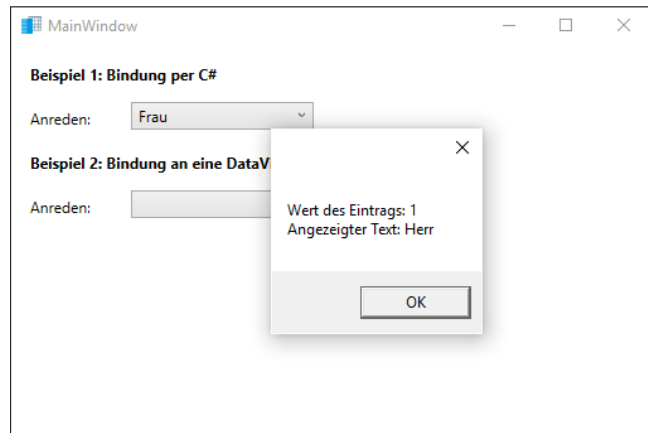 MainWindow
Beispiel 1: Bindung per C#
Anreden: Frau
Beispiel 2: Bindung an eine
Anreden:
Wert des Eintrags: 1
Angezeigter Text: Herr
OK